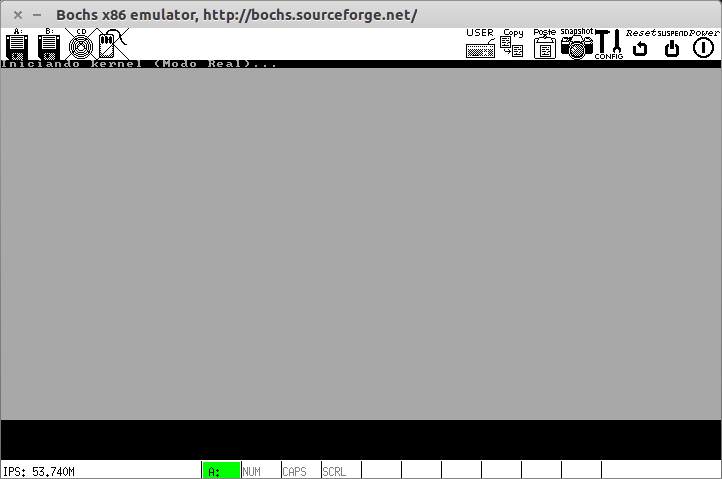 Bochs x86 emulator, http://bochs.sourceforge.net/
A: B: CD USER Copy Paste snapshot CONFIG Reset SUSPEND Power
Iniciando kernel (Modo Real)...
IPS: 53.740M A: NUM CAPS SCRL